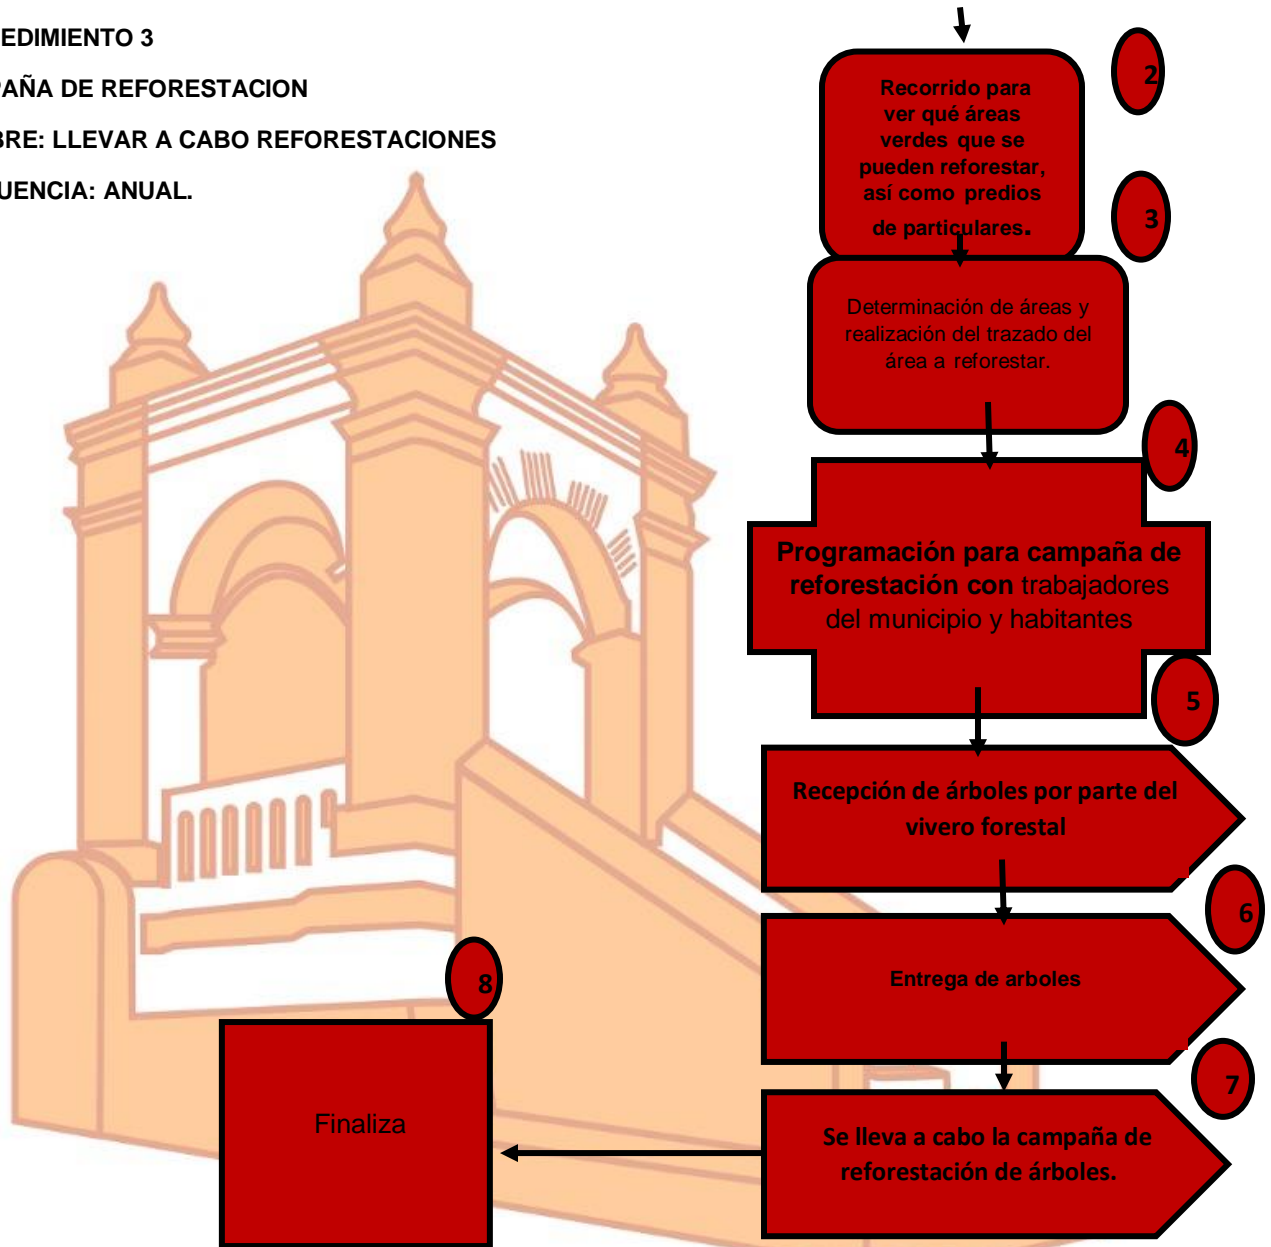 EDIMIENTO 3
PAÑA DE REFORESTACION
BRE: LLEVAR A CABO REFORESTACIONES
UENCIA: ANUAL.
2
Recorrido para
ver qué áreas
verdes que se
pueden reforestar,
así como predios
de particulares.
3
Determinación de áreas y
realización del trazado del
área a reforestar.
4
Programación para campaña de
reforestación con trabajadores
del municipio y habitantes
5
Recepción de árboles por parte del
vivero forestal
6
Entrega de arboles
7
Se lleva a cabo la campaña de
reforestación de árboles.
8
Finaliza